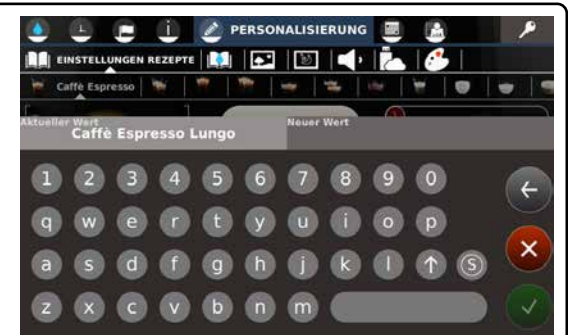 PERSONALISIERUNG
EINSTELLUNGEN REZEPTE
Caffè Espresso
Aktueller Wert Neuer Wert
Caffè Espresso Lungo
1 2 3 4 5 6 7 8 9 0
q w e r t y u i o p
a s d f g h j k l ↑ S
z x c v b n m